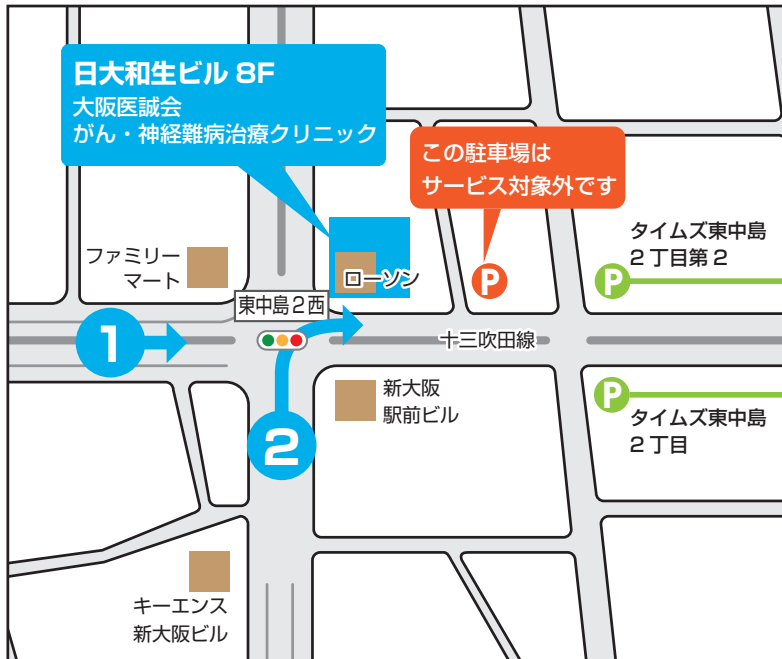 日大和生ビル 8F
大阪医誠会
がん・神経難病治療クリニック
この駐車場は
サービス対象外です
タイムズ東中島
2丁目第2
ファミリー
マート
ローソン
P
P
東中島2西
1
十三吹田線
新大阪
駅前ビル
P
タイムズ東中島
2丁目
2
キーエンス
新大阪ビル